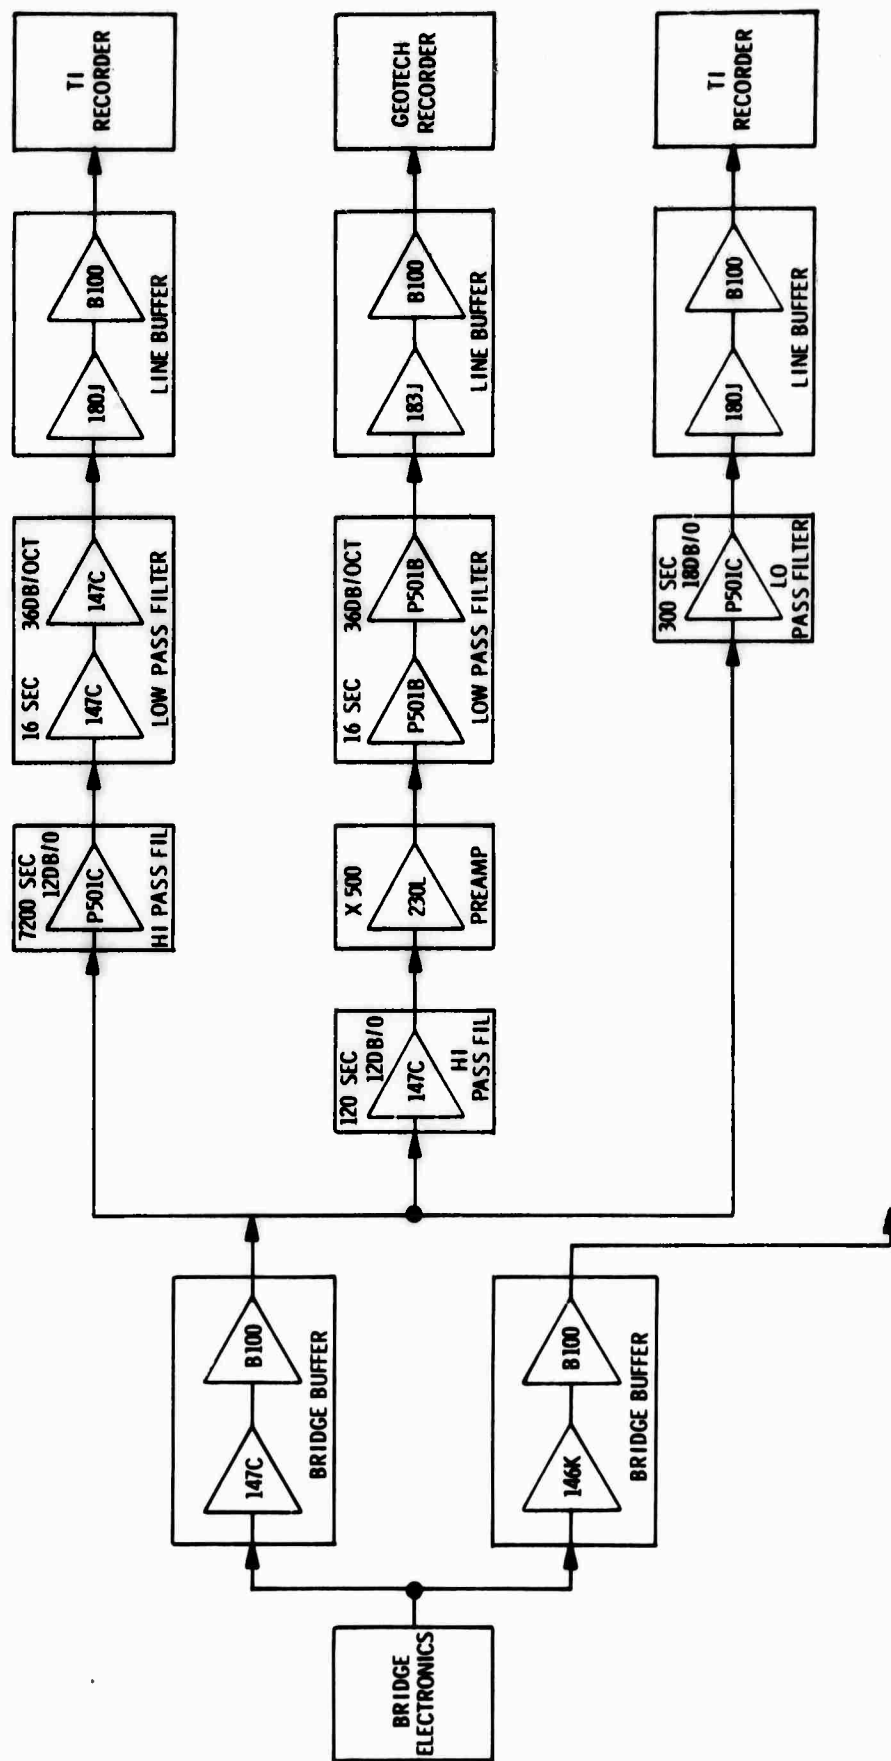 BRIDGE
ELECTRONICS
147C
B100
BRIDGE BUFFER
146K
B100
BRIDGE BUFFER
7200 SEC
12DB/0
P501C
HI PASS FIL
16 SEC
36DB/OCT
147C
147C
LOW PASS FILTER
180J
B100
LINE BUFFER
TI
RECORDER
120 SEC
12DB/0
147C
HI
PASS FIL
X 500
230L
PREAMP
16 SEC
36DB/OCT
P501B
P501B
LOW PASS FILTER
183J
B100
LINE BUFFER
GEOTECH
RECORDER
300 SEC
18DB/0
P501C
LO
PASS FILTER
180J
B100
LINE BUFFER
TI
RECORDER